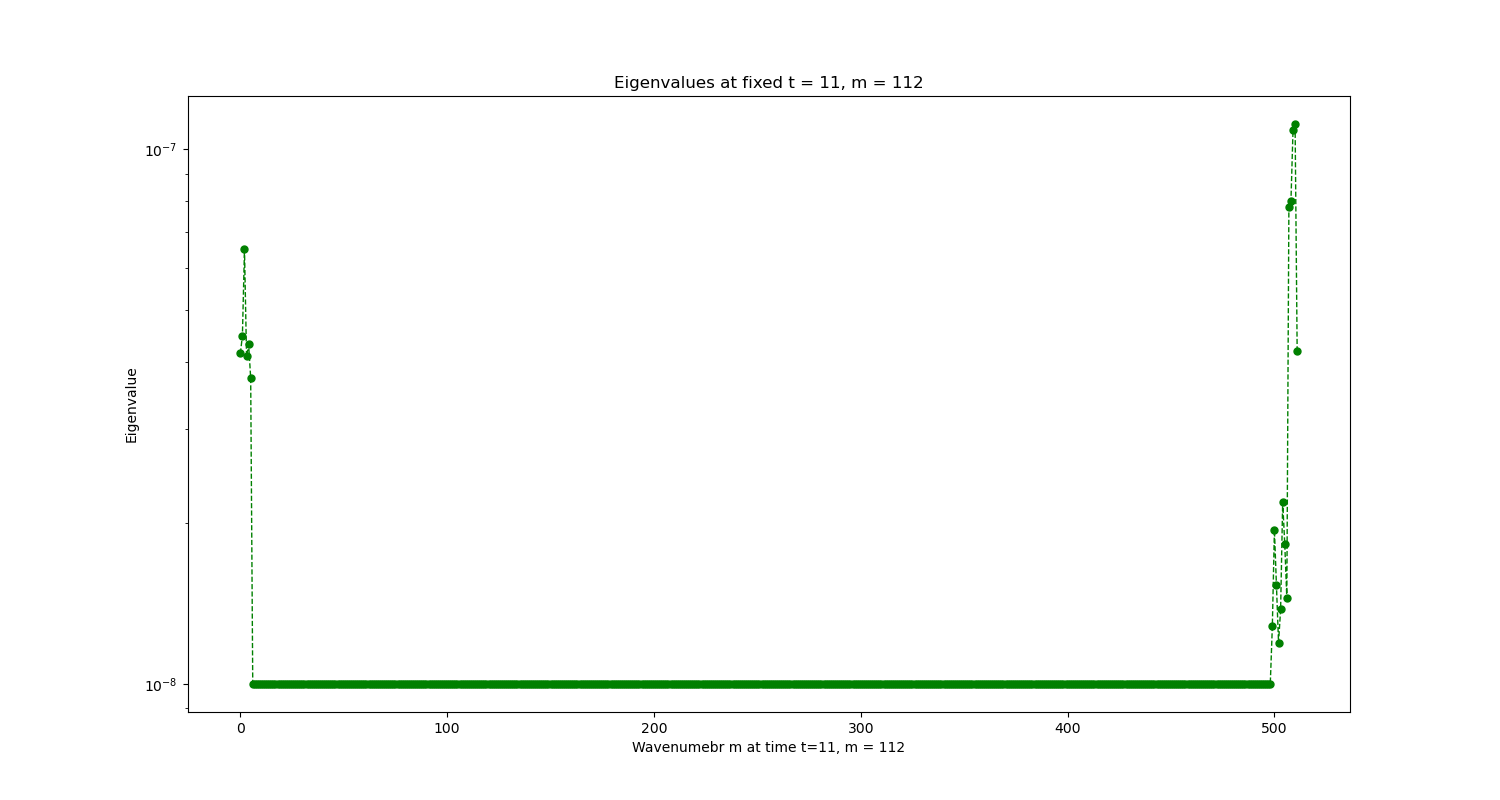 Eigenvalues at fixed t = 11, m = 112
10⁻⁷
10⁻⁸
Eigenvalue
0 100 200 300 400 500
Wavenumebr m at time t=11, m = 112